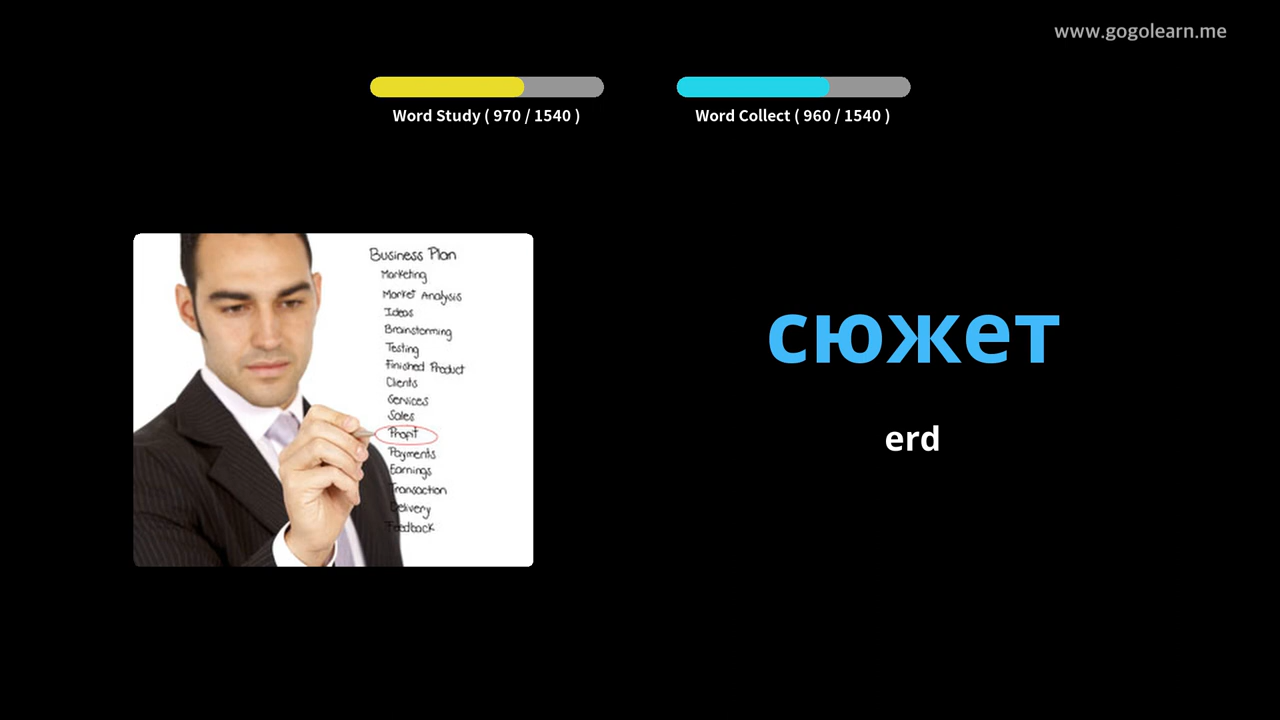 www.gogolearn.me
Word Study ( 970 / 1540 )
Word Collect ( 960 / 1540 )
Business Plan
Marketing
Market Analysis
Ideas
Brainstorming
Testing
Finished Product
Clients
Services
Sales
Profit
Payments
Earnings
Transaction
Delivery
Feedback
сюжет
erd